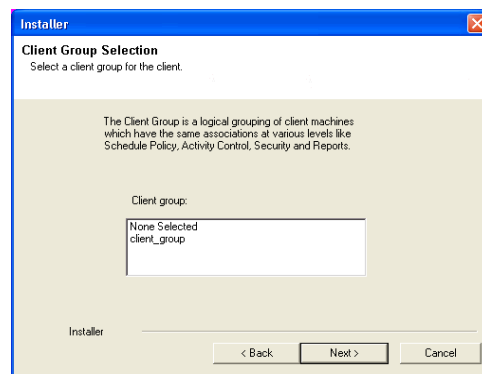 Installer
Client Group Selection
Select a client group for the client.
The Client Group is a logical grouping of client machines
which have the same associations at various levels like
Schedule Policy, Activity Control, Security and Reports.
Client group:
None Selected
client_group
Installer
< Back
Next >
Cancel